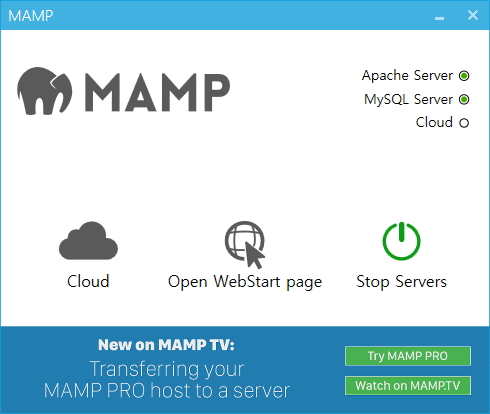 MAMP
MAMP
Apache Server
MySQL Server
Cloud
Cloud
Open WebStart page
Stop Servers
New on MAMP TV:
Transferring your
MAMP PRO host to a server
Try MAMP PRO
Watch on MAMP.TV